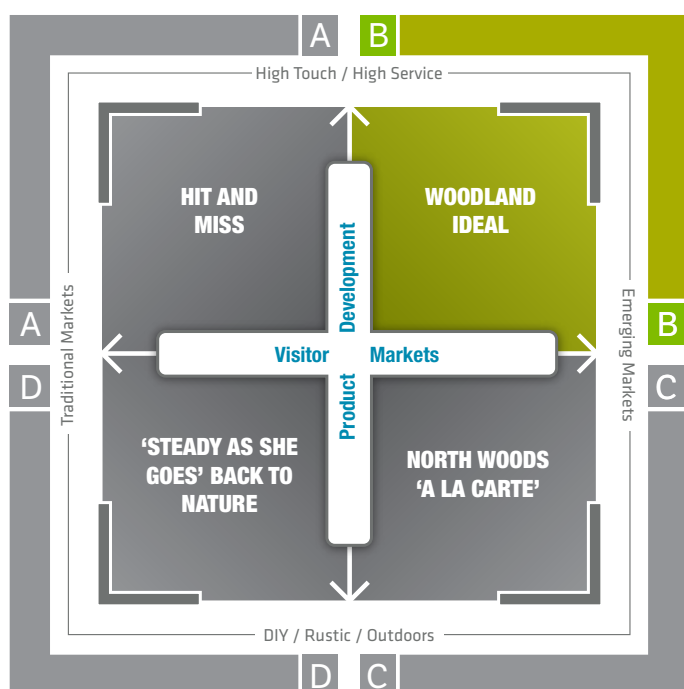 A B
High Touch / High Service
HIT AND
MISS
WOODLAND
IDEAL
Product Development
Visitor Markets
Traditional Markets
Emerging Markets
A
B
D
C
‘STEADY AS SHE
GOES’ BACK TO
NATURE
NORTH WOODS
‘A LA CARTE’
DIY / Rustic / Outdoors
D C